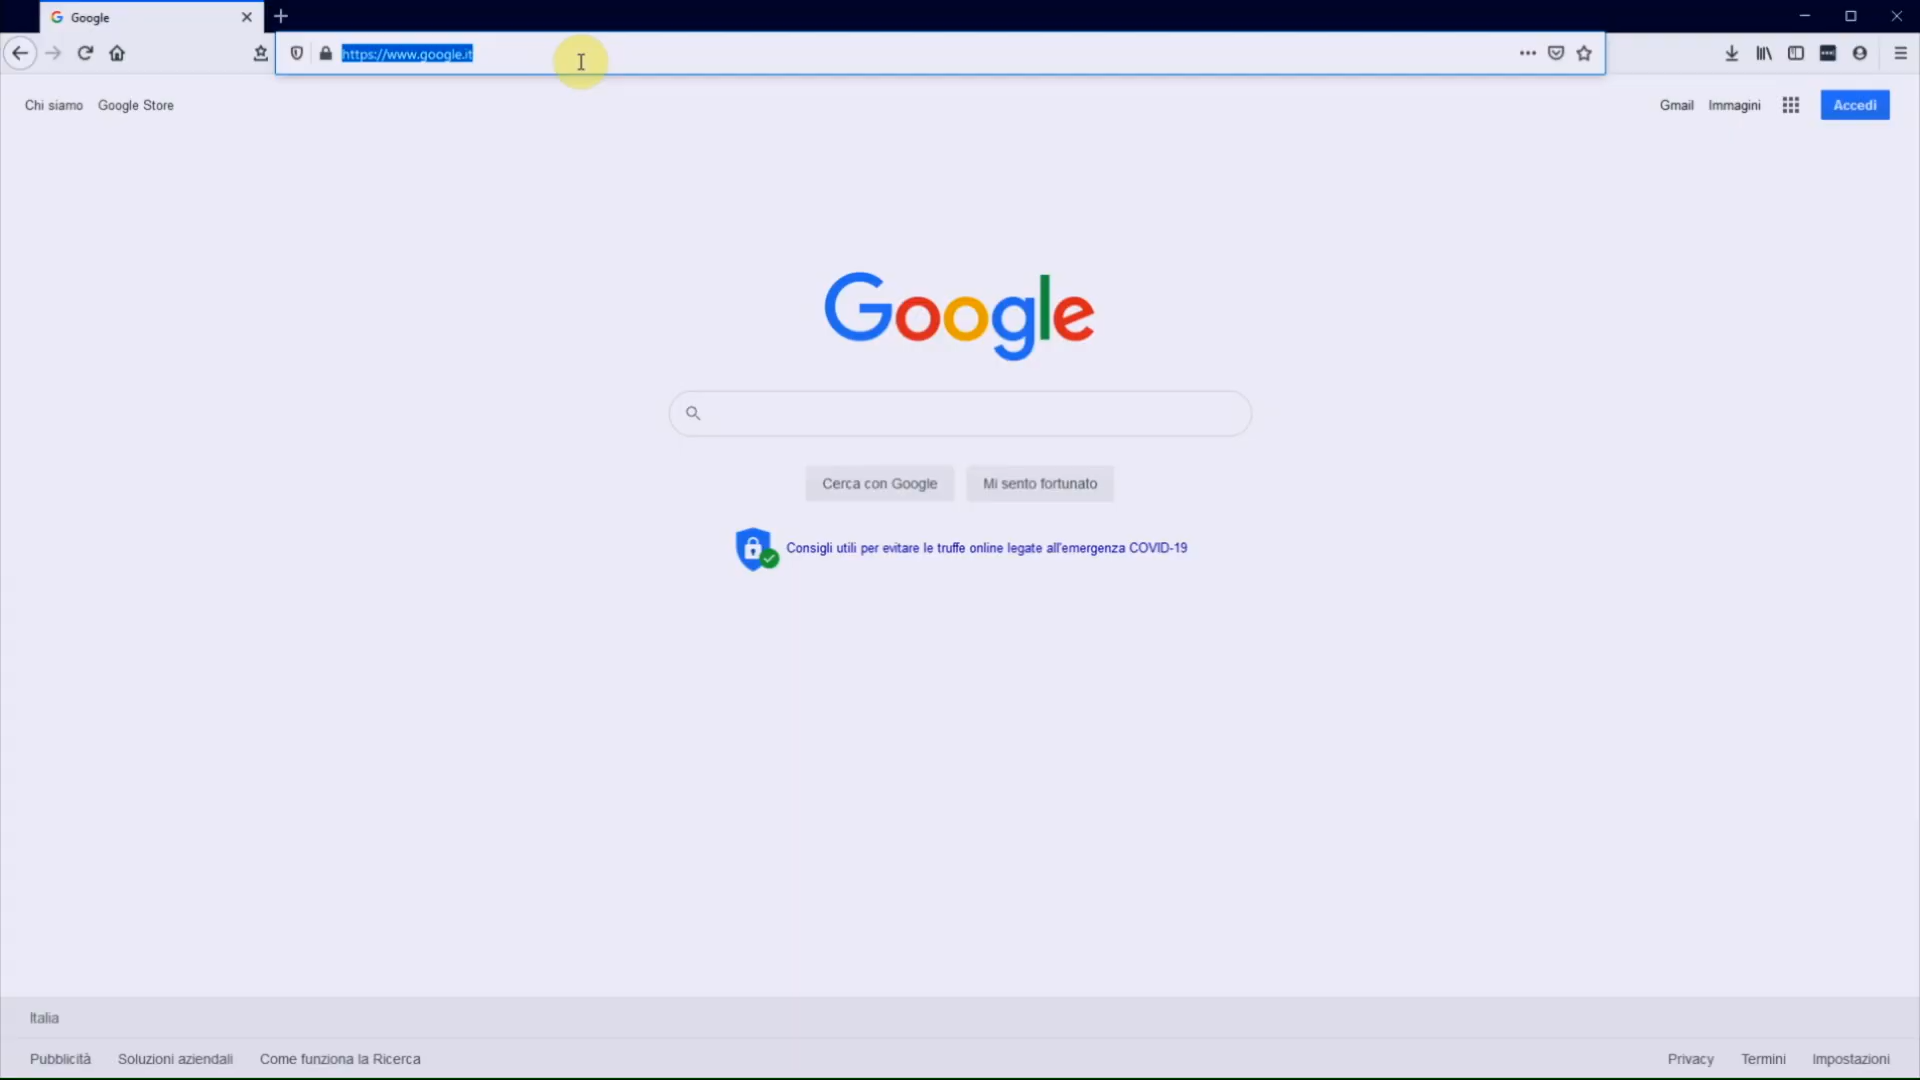 Google
https://www.google.it
Chi siamo Google Store
Gmail Immagini Accedi
Google
Cerca con Google Mi sento fortunato
Consigli utili per evitare le truffe online legate all'emergenza COVID-19
Italia
Pubblicità Soluzioni aziendali Come funziona la Ricerca
Privacy Termini Impostazioni